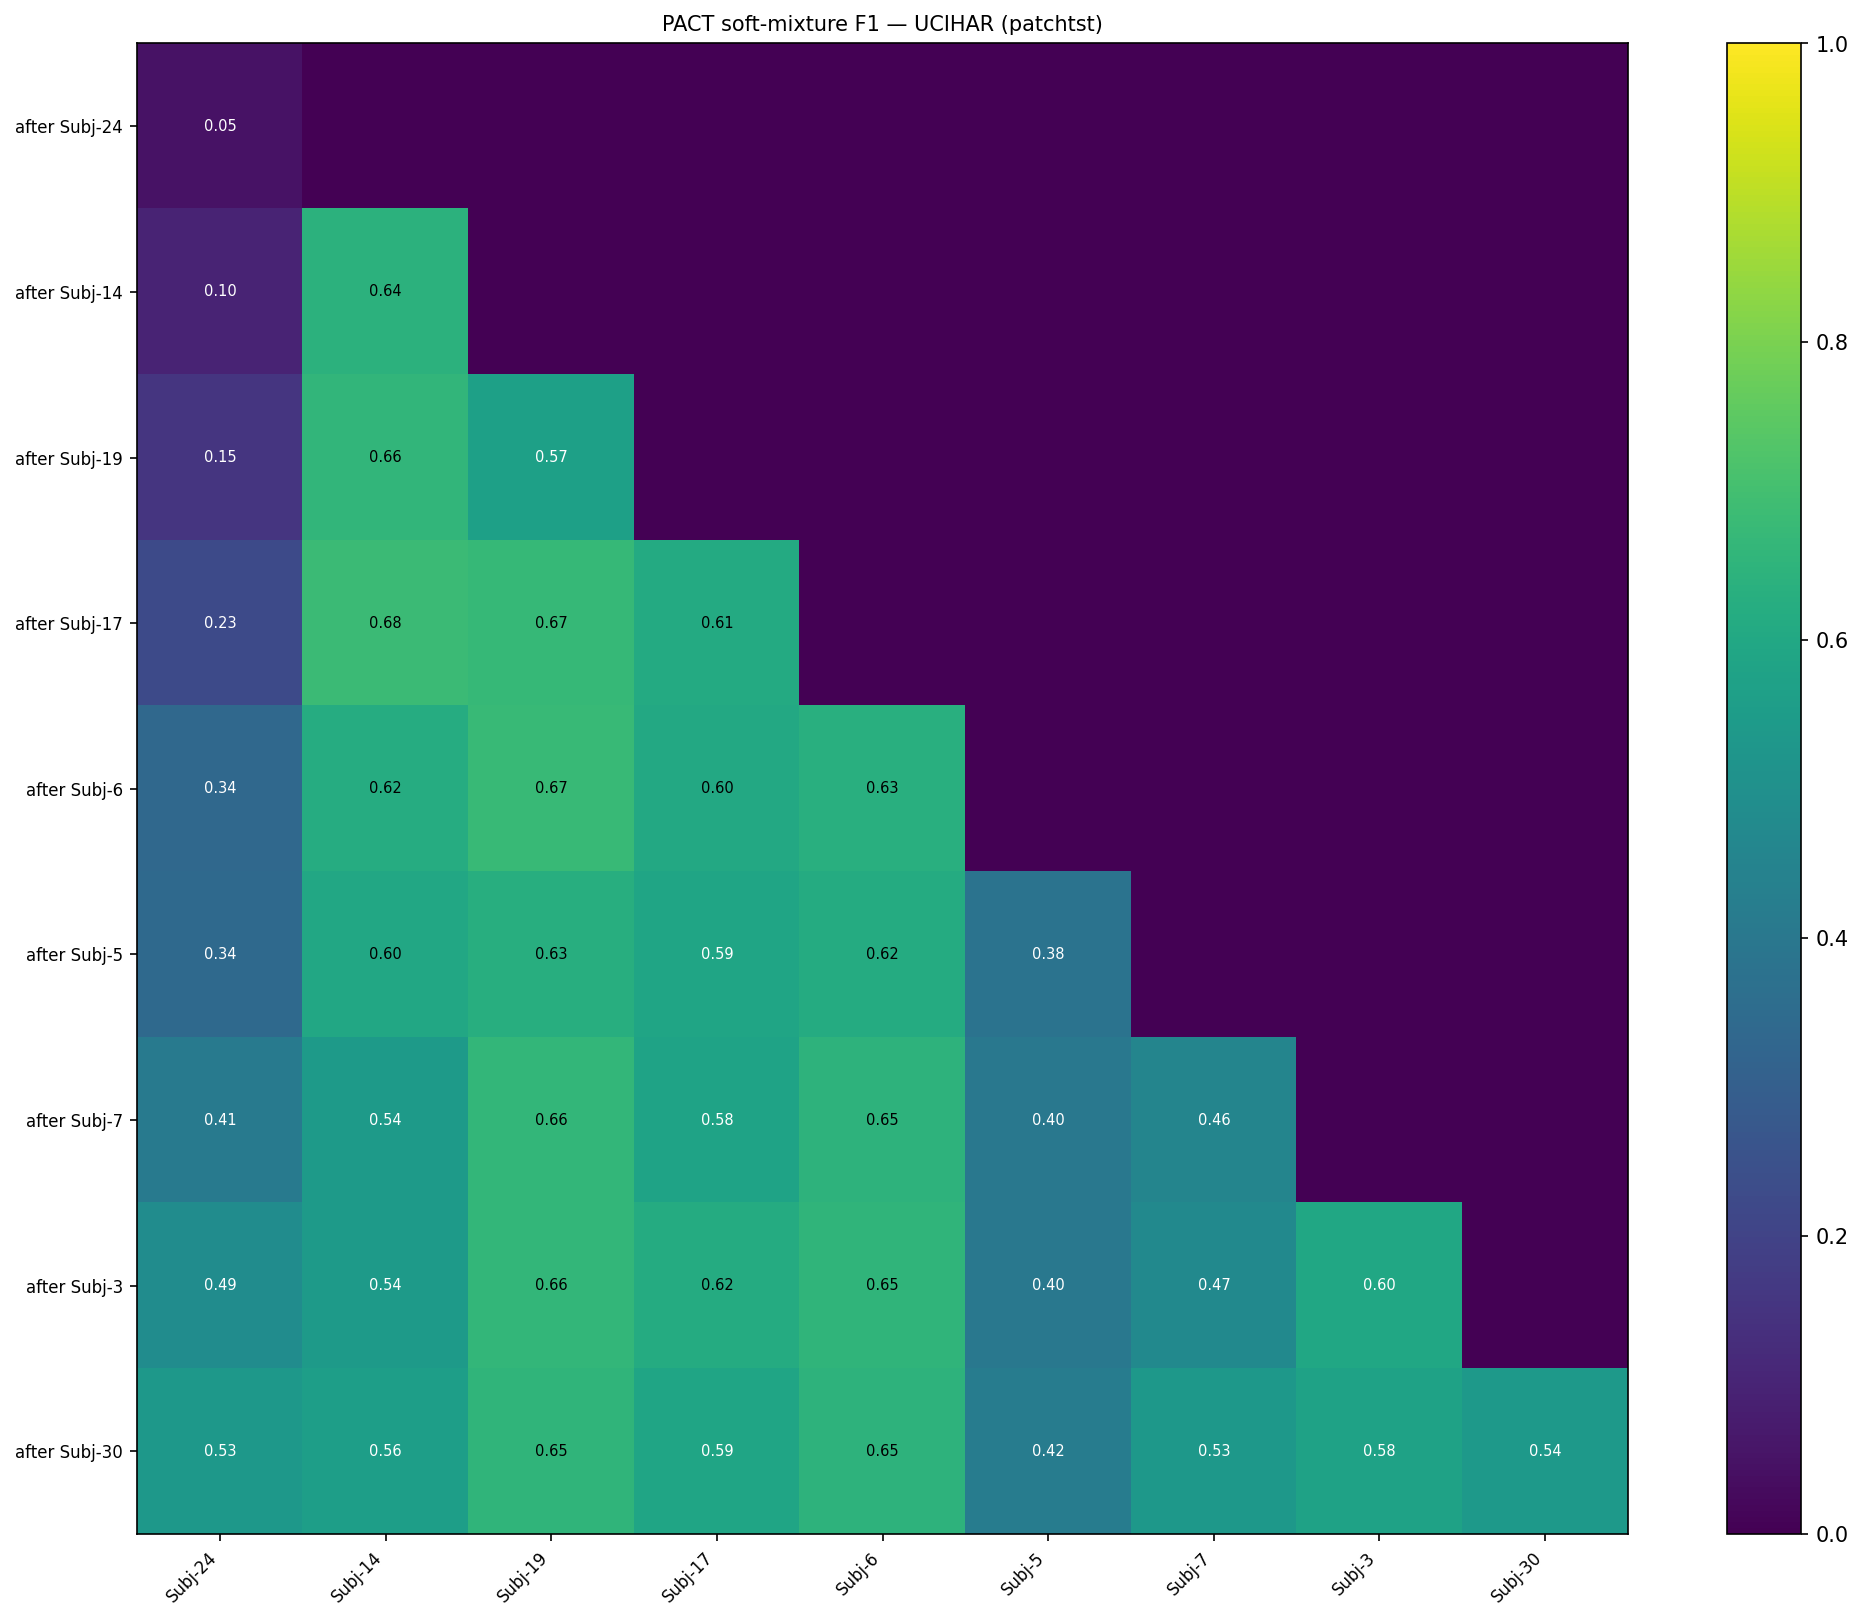 PACT soft-mixture F1 — UCIHAR (patchtst)
1.0
after Subj-24 0.05
after Subj-14 0.10 0.64
0.8
after Subj-19 0.15 0.66 0.57
after Subj-17 0.23 0.68 0.67 0.61
0.6
after Subj-6 0.34 0.62 0.67 0.60 0.63
after Subj-5 0.34 0.60 0.63 0.59 0.62 0.38
0.4
after Subj-7 0.41 0.54 0.66 0.58 0.65 0.40 0.46
0.2
after Subj-3 0.49 0.54 0.66 0.62 0.65 0.40 0.47 0.60
after Subj-30 0.53 0.56 0.65 0.59 0.65 0.42 0.53 0.58 0.54
0.0
Subj-24 Subj-14 Subj-19 Subj-17 Subj-6 Subj-5 Subj-7 Subj-3 Subj-30